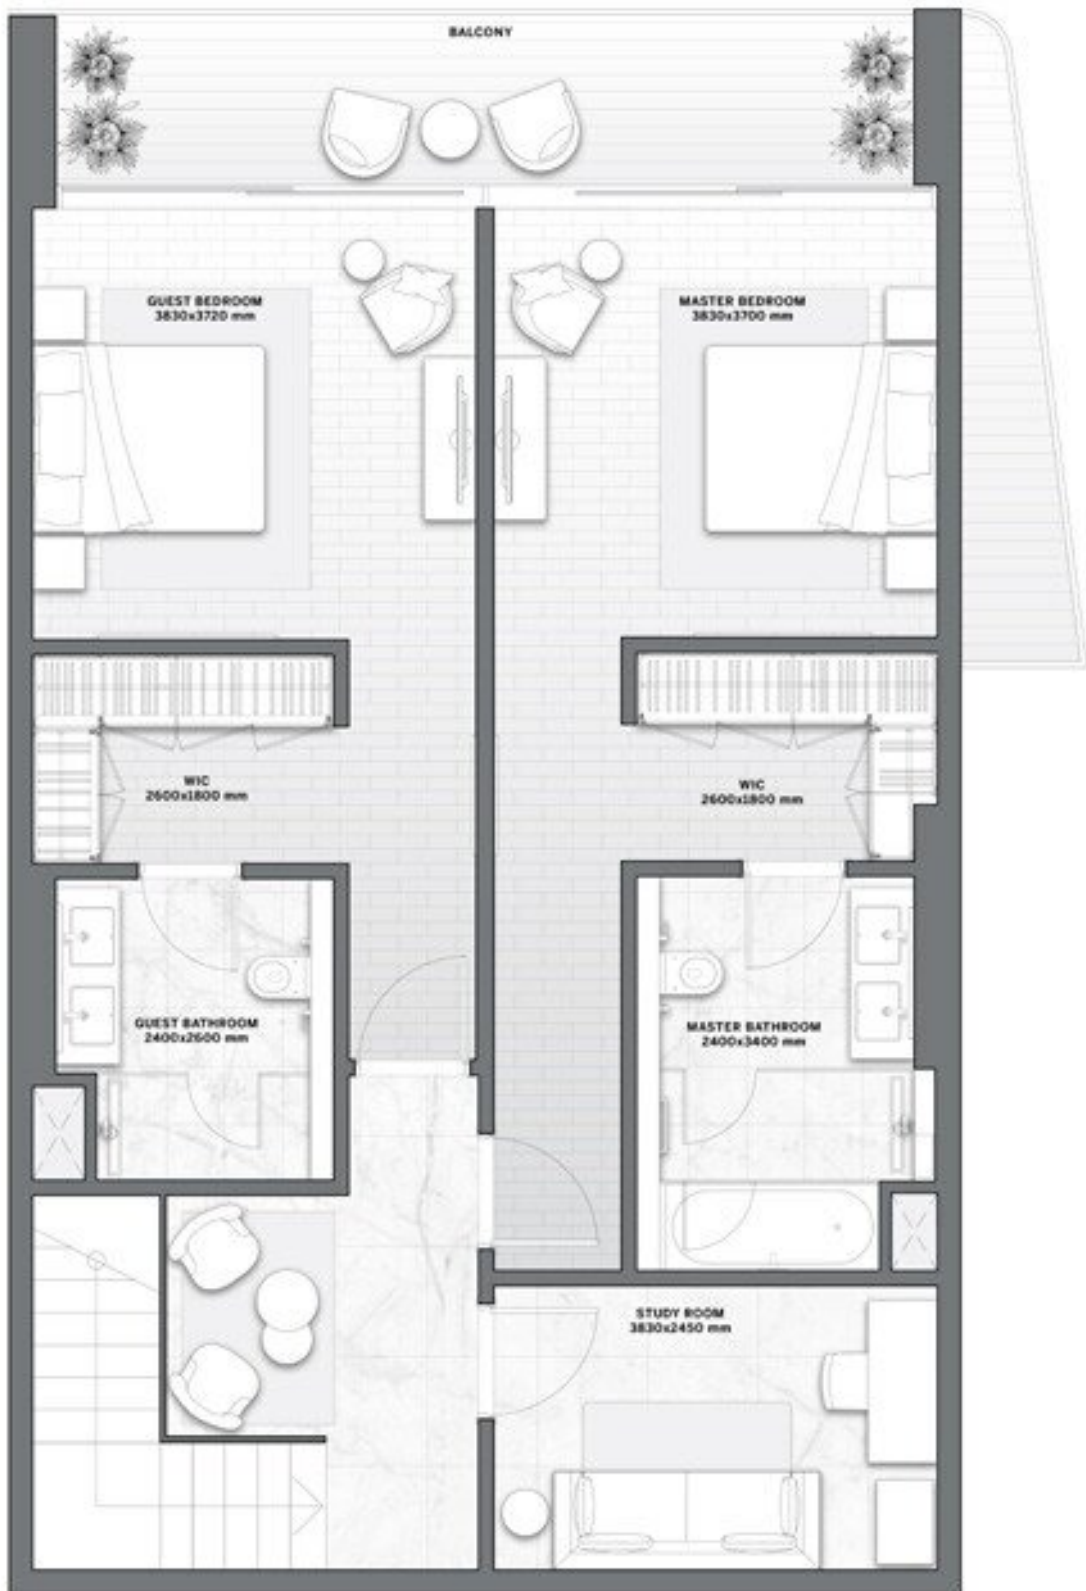 BALCONY
GUEST BEDROOM
3830x3720 mm
MASTER BEDROOM
3830x3700 mm
WIC
2600x1800 mm
WIC
2600x1800 mm
GUEST BATHROOM
2400x2600 mm
MASTER BATHROOM
2400x3400 mm
STUDY ROOM
3830x2450 mm